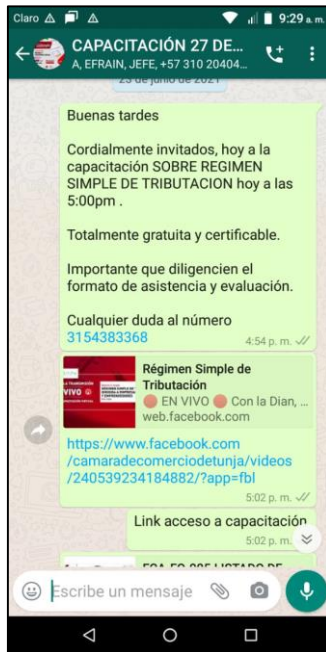 Claro 9:29 a. m.
CAPACITACIÓN 27 DE...
A, EFRAIN, JEFE, +57 310 20404...
23 de junio de 2021
Buenas tardes
Cordialmente invitados, hoy a la
capacitación SOBRE REGIMEN
SIMPLE DE TRIBUTACION hoy a las
5:00pm .
Totalmente gratuita y certificable.
Importante que diligencien el
formato de asistencia y evaluación.
Cualquier duda al número
3154383368
4:54 p. m.
Régimen Simple de
Tributación
🔴 EN VIVO 🔴 Con la Dian, ...
web.facebook.com
https://www.facebook.com
/camaradecomerciodetunja/videos
/240539234184882/?app=fbl
5:02 p. m.
Link acceso a capacitación
5:02 p. m.
Escribe un mensaje